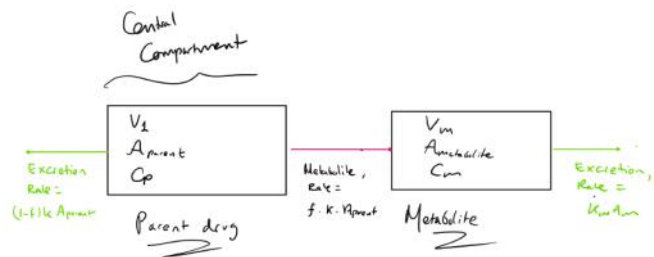 Central
Compartment
V1
Aparent
Cp
Excretion
Rate =
(1-f)k Aparent
Metabolite,
Rate =
f. k. Aparent
Vm
Ametabolite
Cm
Excretion,
Rate =
km Am
Parent drug
Metabolite